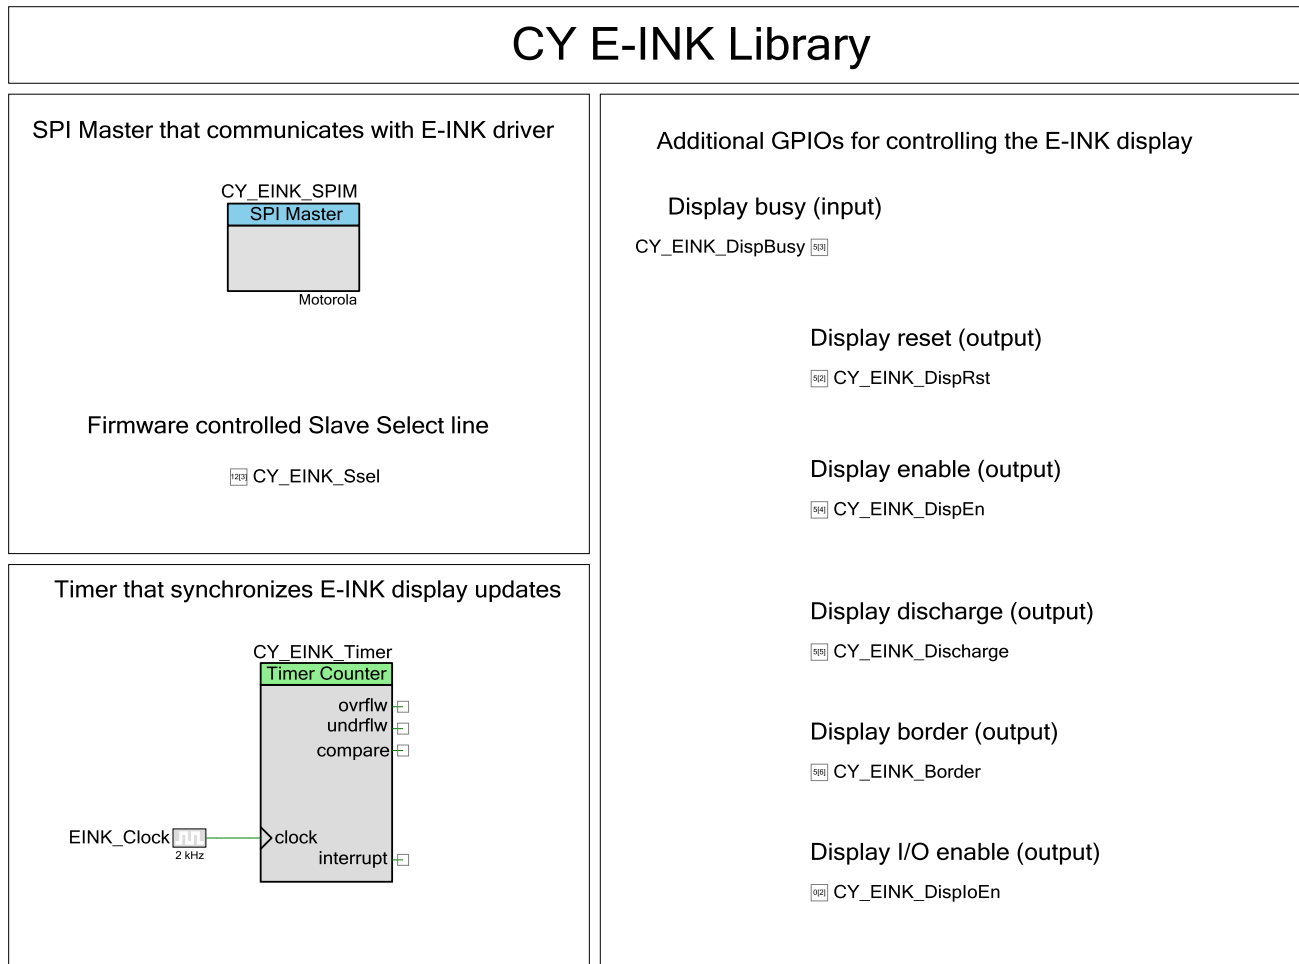 CY E-INK Library
SPI Master that communicates with E-INK driver
CY_EINK_SPIM
SPI Master
Motorola
Firmware controlled Slave Select line
12[3] CY_EINK_Ssel
Timer that synchronizes E-INK display updates
CY_EINK_Timer
Timer Counter
ovrflw
undrflw
compare
EINK_Clock
2 kHz
clock
interrupt
Additional GPIOs for controlling the E-INK display
Display busy (input)
CY_EINK_DispBusy 5[3]
Display reset (output)
5[2] CY_EINK_DispRst
Display enable (output)
5[4] CY_EINK_DispEn
Display discharge (output)
5[5] CY_EINK_Discharge
Display border (output)
5[6] CY_EINK_Border
Display I/O enable (output)
0[2] CY_EINK_DispIoEn